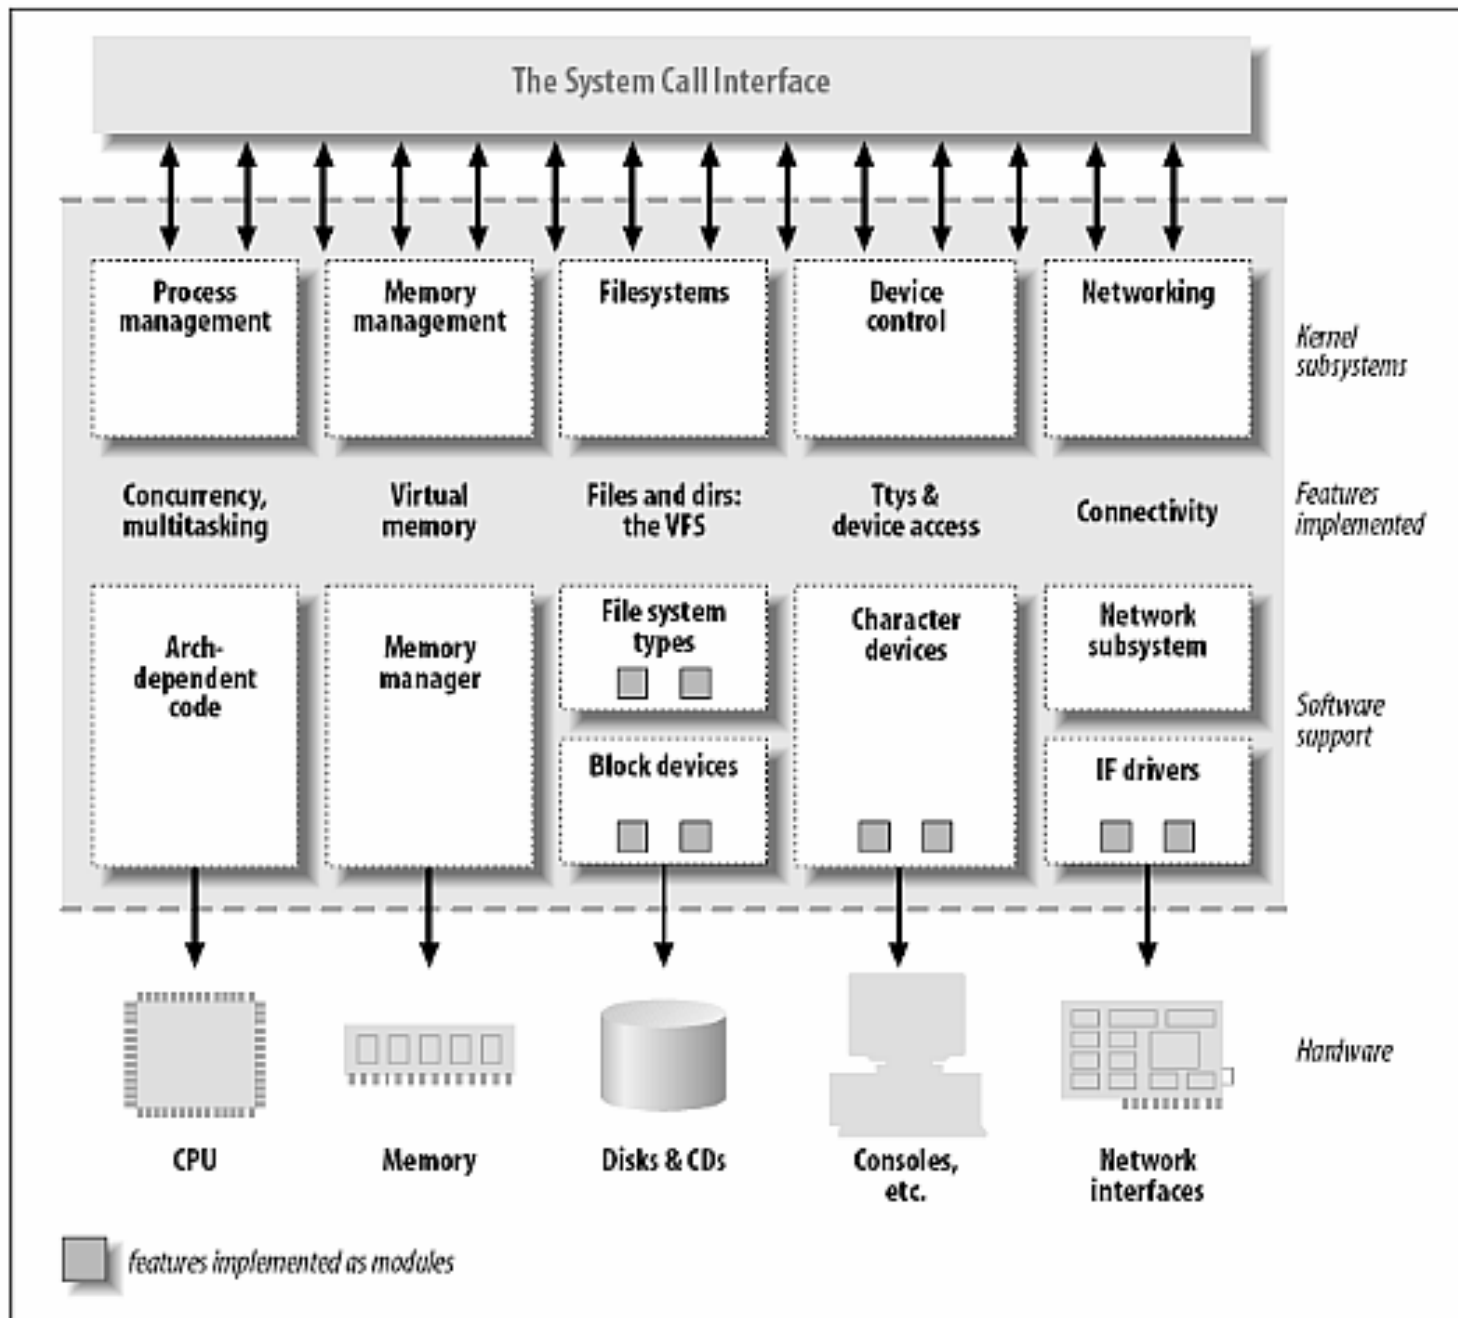 The System Call Interface
Process
management
Memory
management
Filesystems
Device
control
Networking
Kernel
subsystems
Concurrency,
multitasking
Virtual
memory
Files and dirs:
the VFS
Ttys &
device access
Connectivity
Features
implemented
Arch-
dependent
code
Memory
manager
File system
types
Block devices
Character
devices
Network
subsystem
IF drivers
Software
support
CPU
Memory
Disks & CDs
Consoles,
etc.
Network
interfaces
Hardware
features implemented as modules